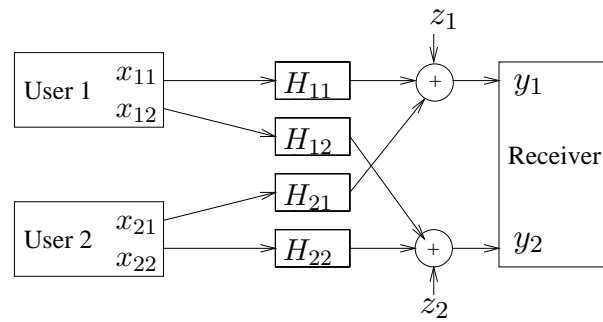 z₁
User 1
x₁₁
x₁₂
H₁₁
+
y₁
H₁₂
Receiver
H₂₁
User 2
x₂₁
x₂₂
H₂₂
+
y₂
z₂